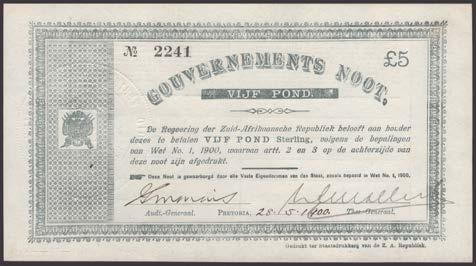 № 2241
£5
GOUVERNEMENTS NOOT.
VIJF POND.
De Regeering der Zuid-Afrikaansche Republiek belooft aan houder
dezes te betalen VIJF POND Sterling, volgens de bepalingen
van Wet No. 1, 1900, waarvan artt. 2 en 3 op de achterzijde van
deze noot zijn afgedrukt.
Deze Noot is gewaarborgd door alle Vaste Eigendommen van den Staat, zooals bepaald in Wet No. 1, 1900.
Audt.-Generaal. PRETORIA, 28.5.1900. Thes.-Generaal.
Gedrukt ter Staatsdrukkerij van de Z. A. Republiek.